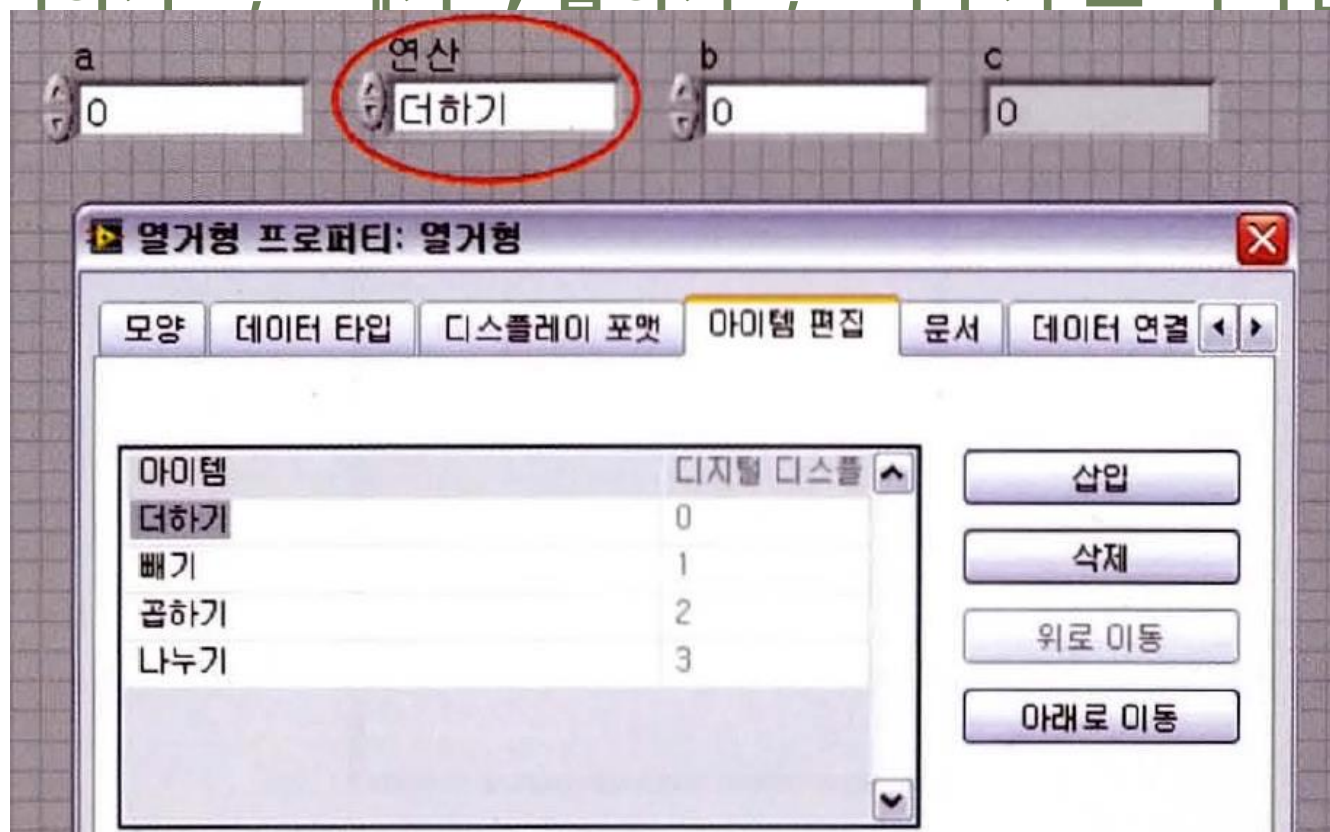 a 연산 b c
0 더하기 0 0
열거형 프로퍼티: 열거형
모양 데이터 타입 디스플레이 포맷 아이템 편집 문서 데이터 연결
아이템 디지털 디스플
더하기 0
빼기 1
곱하기 2
나누기 3
삽입
삭제
위로 이동
아래로 이동